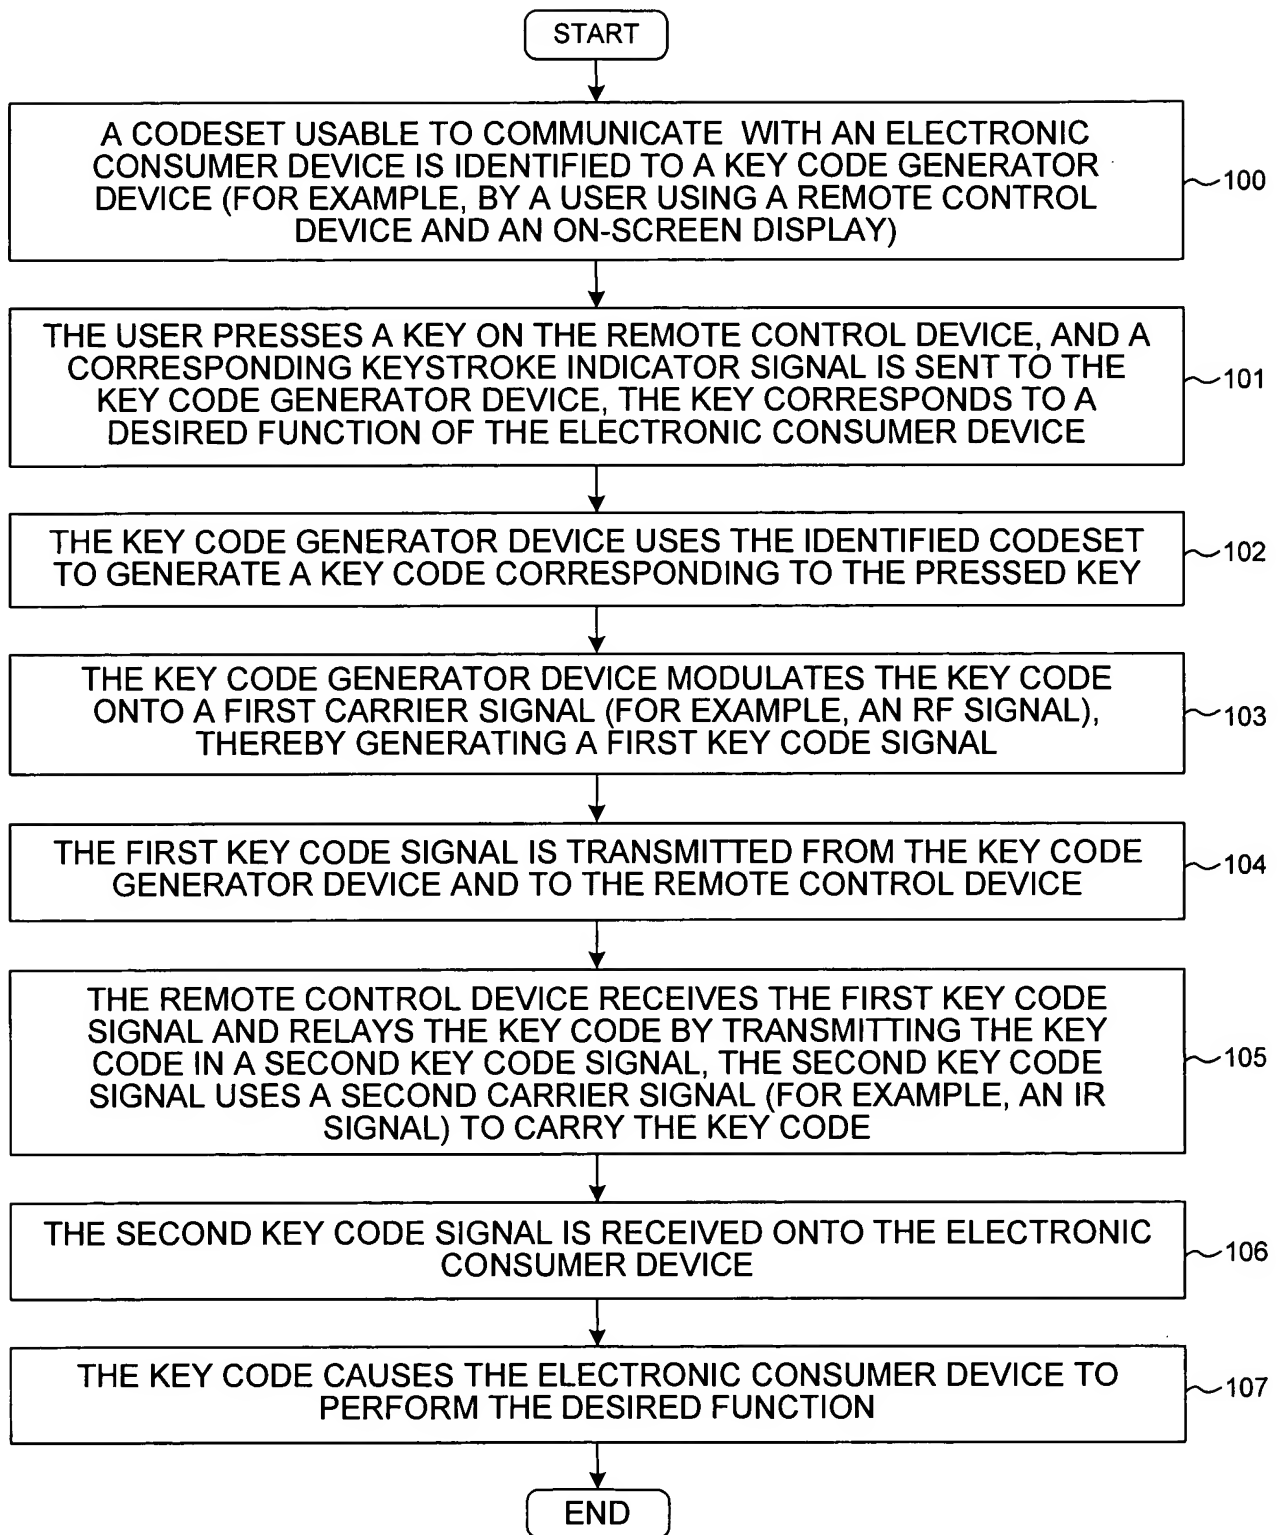 START
A CODESET USABLE TO COMMUNICATE WITH AN ELECTRONIC
CONSUMER DEVICE IS IDENTIFIED TO A KEY CODE GENERATOR
DEVICE (FOR EXAMPLE, BY A USER USING A REMOTE CONTROL
DEVICE AND AN ON-SCREEN DISPLAY)
100
THE USER PRESSES A KEY ON THE REMOTE CONTROL DEVICE, AND A
CORRESPONDING KEYSTROKE INDICATOR SIGNAL IS SENT TO THE
KEY CODE GENERATOR DEVICE, THE KEY CORRESPONDS TO A
DESIRED FUNCTION OF THE ELECTRONIC CONSUMER DEVICE
101
THE KEY CODE GENERATOR DEVICE USES THE IDENTIFIED CODESET
TO GENERATE A KEY CODE CORRESPONDING TO THE PRESSED KEY
102
THE KEY CODE GENERATOR DEVICE MODULATES THE KEY CODE
ONTO A FIRST CARRIER SIGNAL (FOR EXAMPLE, AN RF SIGNAL),
THEREBY GENERATING A FIRST KEY CODE SIGNAL
103
THE FIRST KEY CODE SIGNAL IS TRANSMITTED FROM THE KEY CODE
GENERATOR DEVICE AND TO THE REMOTE CONTROL DEVICE
104
THE REMOTE CONTROL DEVICE RECEIVES THE FIRST KEY CODE
SIGNAL AND RELAYS THE KEY CODE BY TRANSMITTING THE KEY
CODE IN A SECOND KEY CODE SIGNAL, THE SECOND KEY CODE
SIGNAL USES A SECOND CARRIER SIGNAL (FOR EXAMPLE, AN IR
SIGNAL) TO CARRY THE KEY CODE
105
THE SECOND KEY CODE SIGNAL IS RECEIVED ONTO THE ELECTRONIC
CONSUMER DEVICE
106
THE KEY CODE CAUSES THE ELECTRONIC CONSUMER DEVICE TO
PERFORM THE DESIRED FUNCTION
107
END